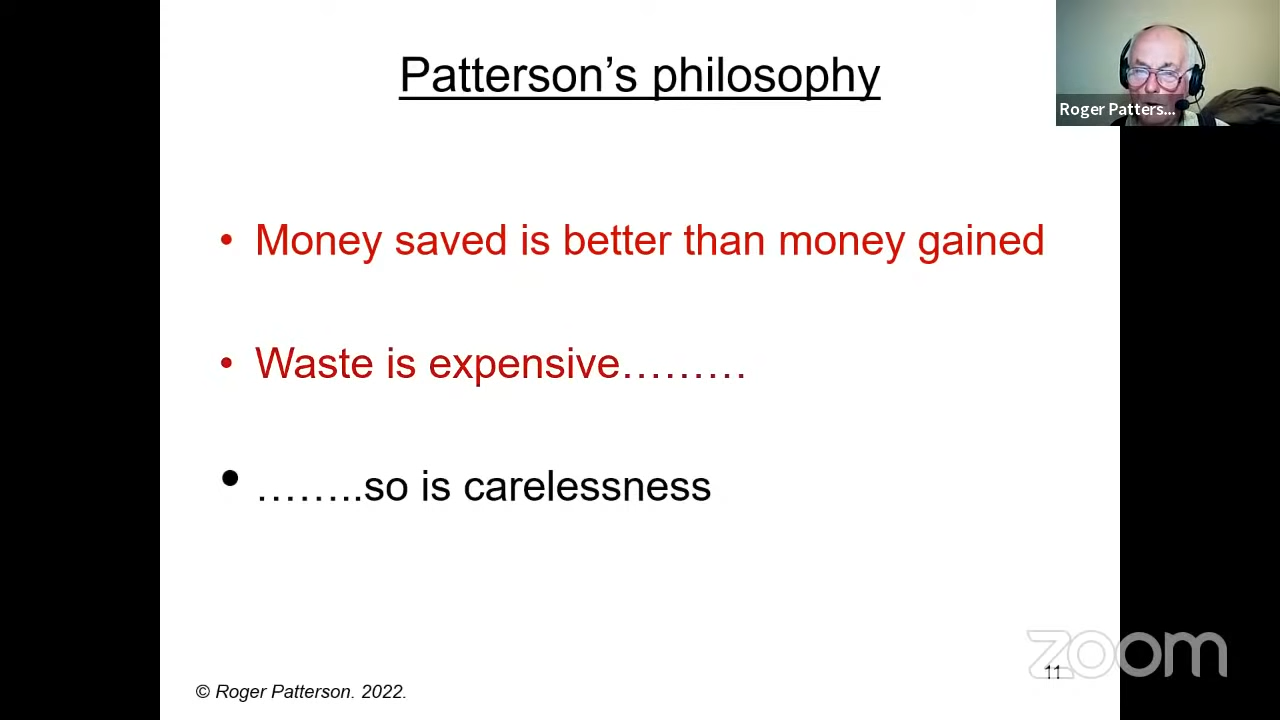 Patterson’s philosophy
Roger Patters...
• Money saved is better than money gained
• Waste is expensive………
• ……..so is carelessness
zoom
11
© Roger Patterson. 2022.